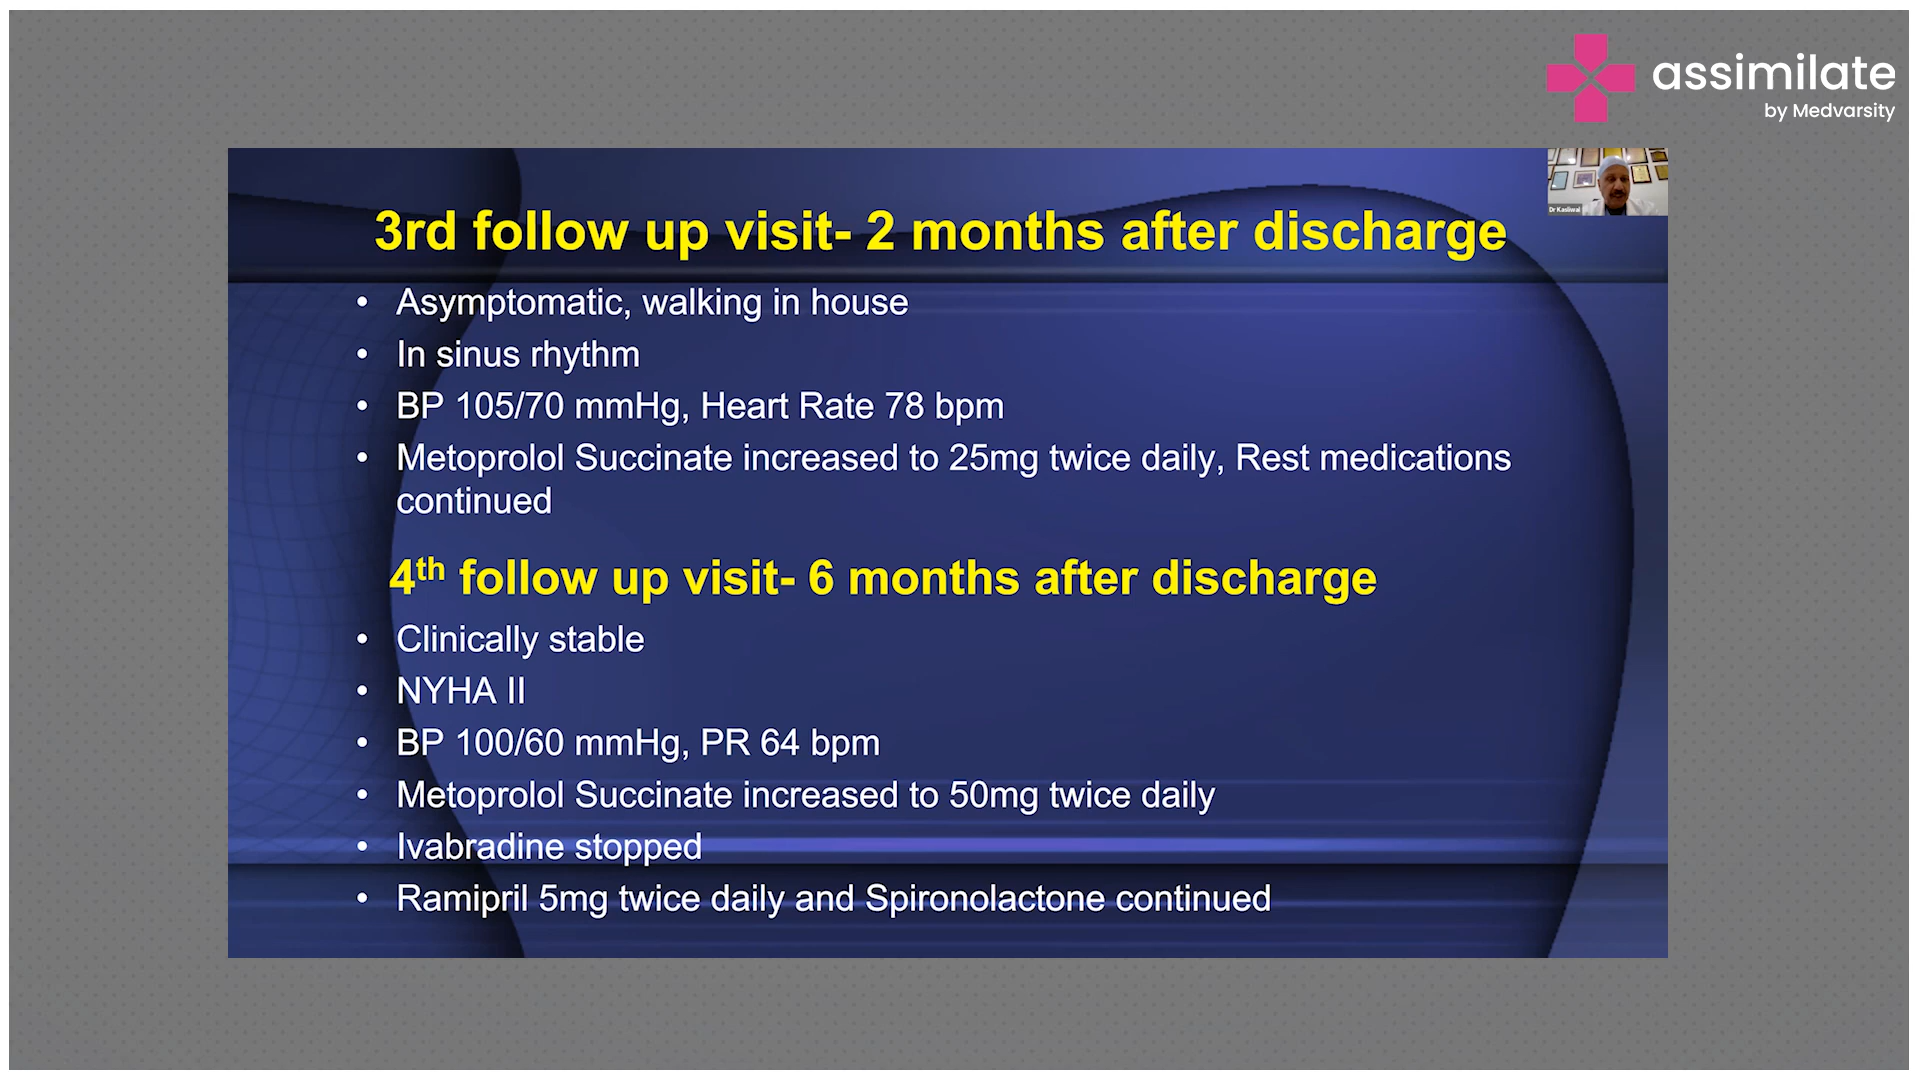 assimilate
by Medvarsity
Dr Kasliwal
3rd follow up visit- 2 months after discharge
• Asymptomatic, walking in house
• In sinus rhythm
• BP 105/70 mmHg, Heart Rate 78 bpm
• Metoprolol Succinate increased to 25mg twice daily, Rest medications
continued
4th follow up visit- 6 months after discharge
• Clinically stable
• NYHA II
• BP 100/60 mmHg, PR 64 bpm
• Metoprolol Succinate increased to 50mg twice daily
• Ivabradine stopped
• Ramipril 5mg twice daily and Spironolactone continued